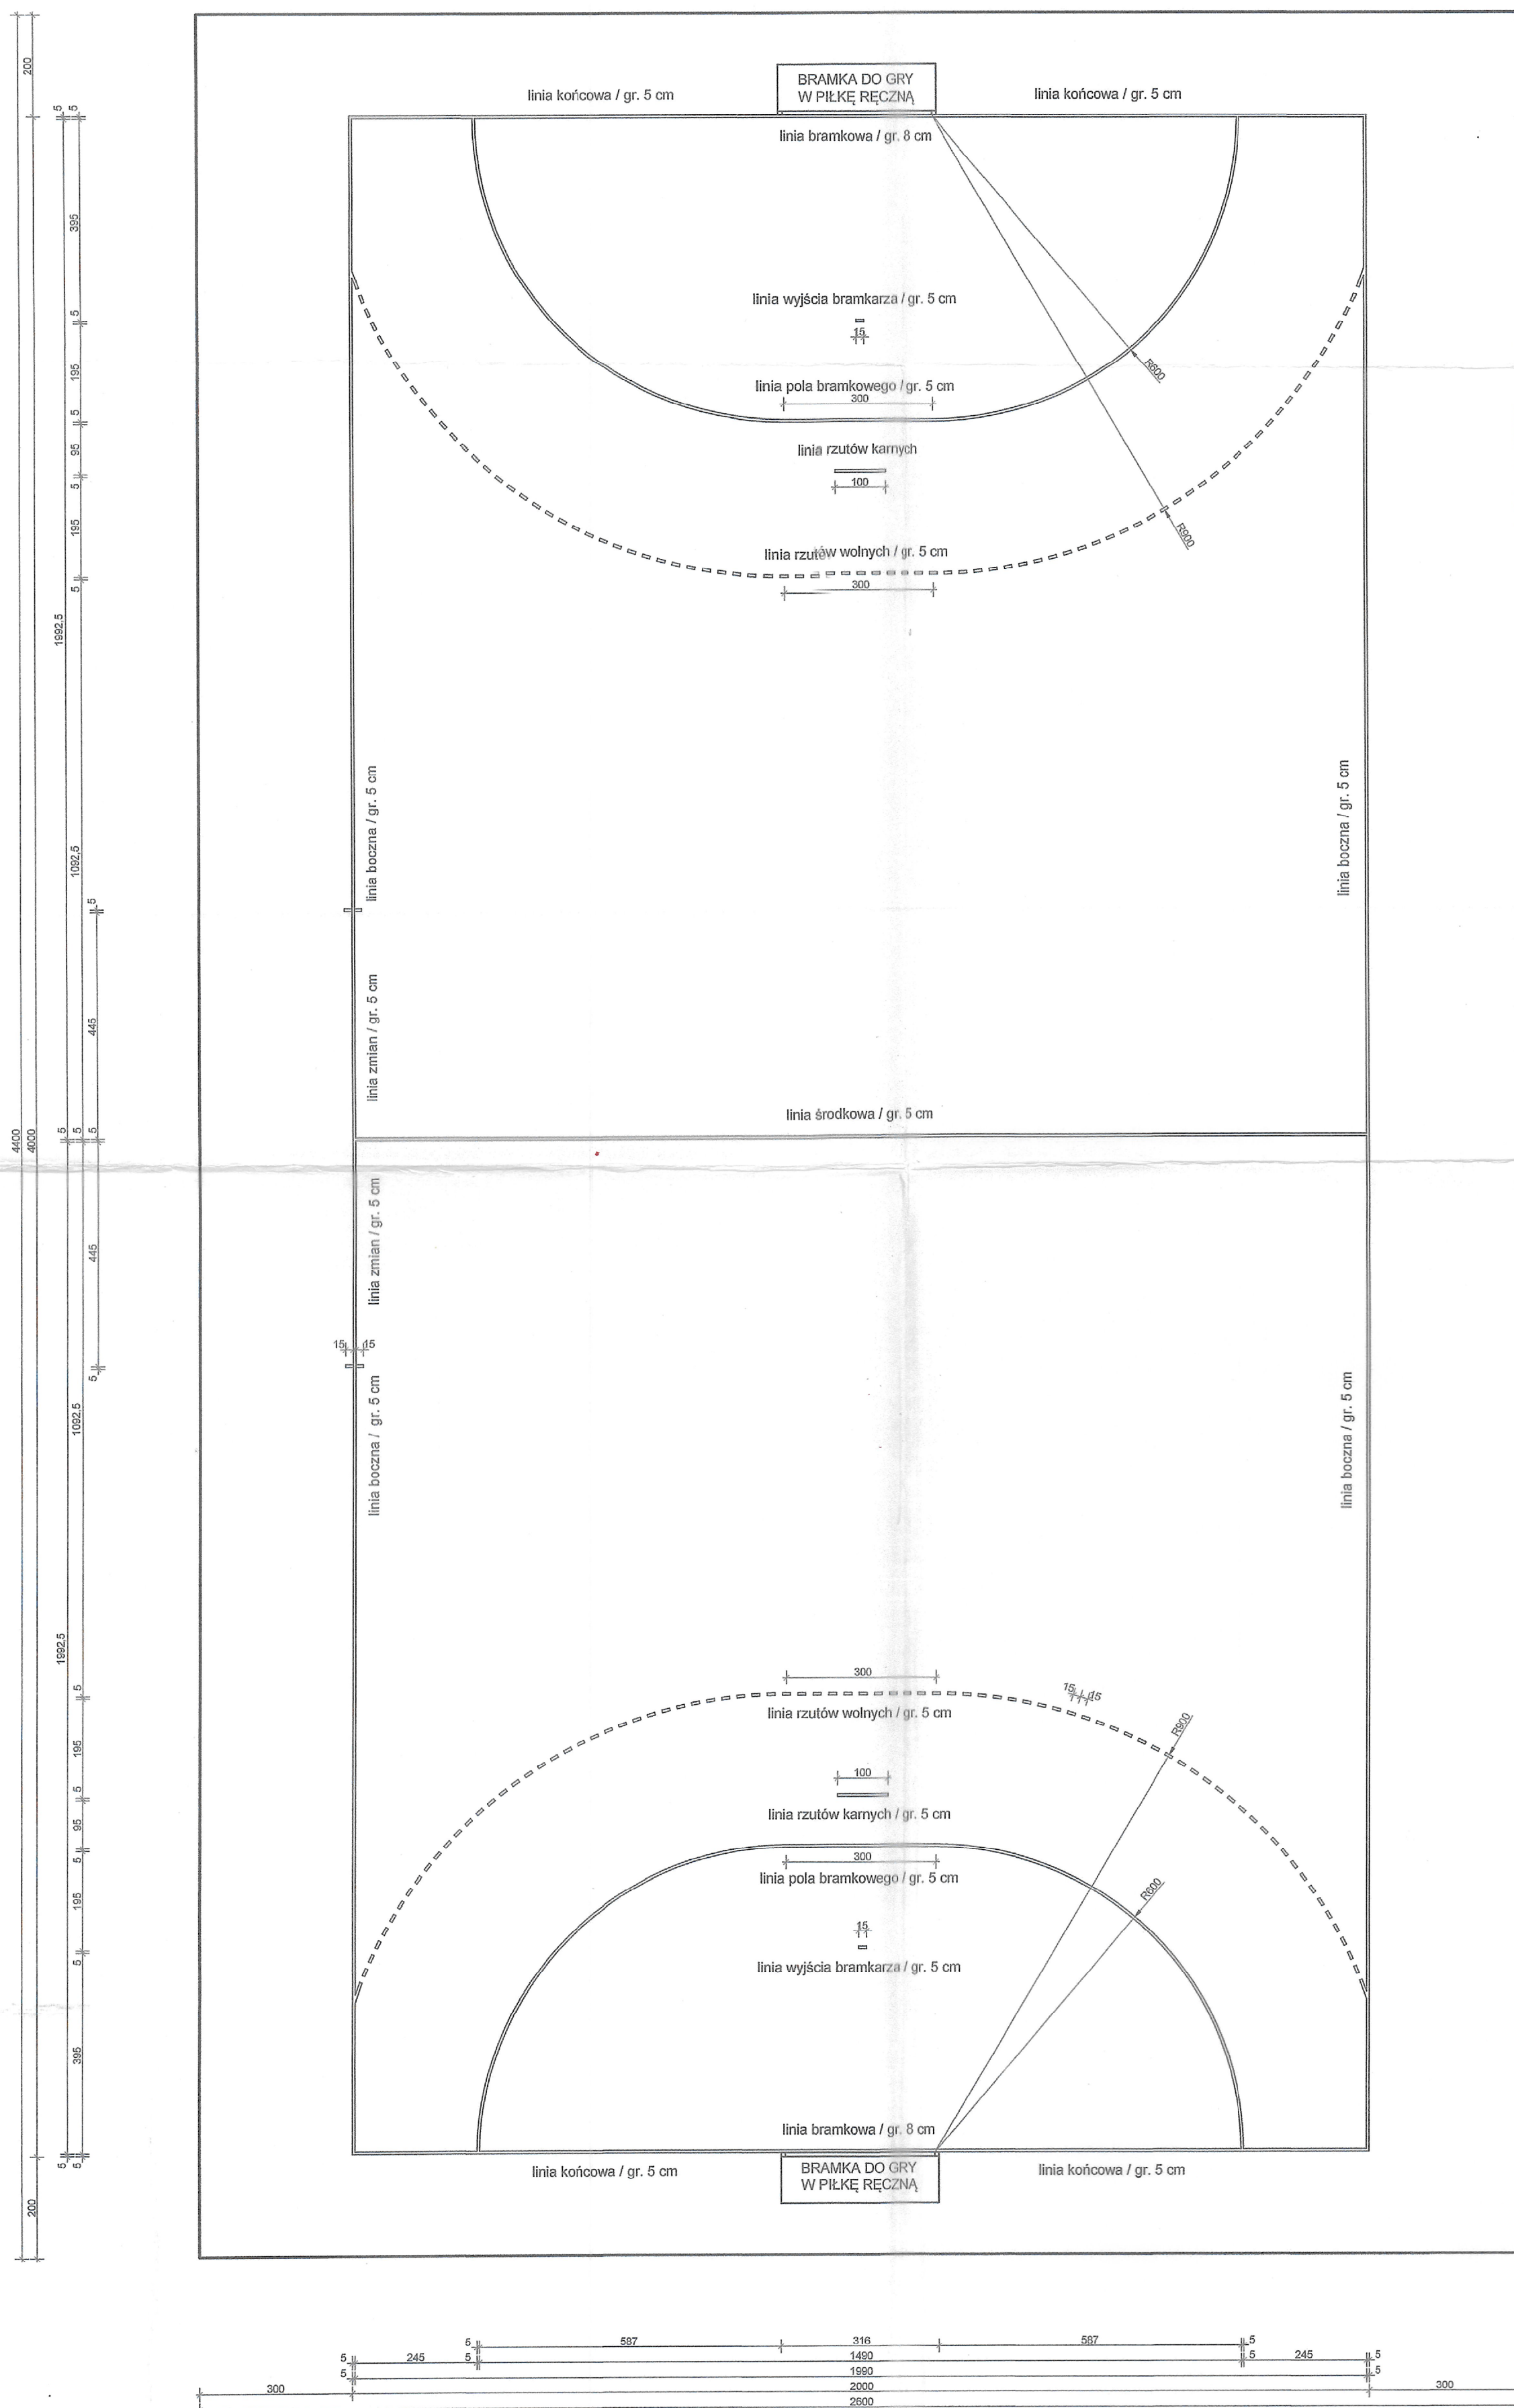 BRAMKA DO GRY
W PIŁKĘ RĘCZNĄ
linia końcowa / gr. 5 cm
linia końcowa / gr. 5 cm
linia bramkowa / gr. 8 cm
linia wyjścia bramkarza / gr. 5 cm
15
R600
linia pola bramkowego / gr. 5 cm
300
linia rzutów karnych
100
R900
linia rzutów wolnych / gr. 5 cm
300
linia boczna / gr. 5 cm
linia boczna / gr. 5 cm
linia zmian / gr. 5 cm
linia środkowa / gr. 5 cm
linia zmian / gr. 5 cm
15 15
linia boczna / gr. 5 cm
linia boczna / gr. 5 cm
300
15 15
linia rzutów wolnych / gr. 5 cm
R900
100
linia rzutów karnych / gr. 5 cm
300
linia pola bramkowego / gr. 5 cm
R600
15
linia wyjścia bramkarza / gr. 5 cm
linia bramkowa / gr. 8 cm
linia końcowa / gr. 5 cm
linia końcowa / gr. 5 cm
BRAMKA DO GRY
W PIŁKĘ RĘCZNĄ
4400
200
4000
200
5
1992,5
5
1992,5
5
5
395
5
195
5
95
5
195
5
1092,5
5
1092,5
5
195
5
95
5
195
5
395
5
5
445
5
445
5
5 587 316 587 5
5 245 5 1490 5 245 5
5 1990 5
300 2000 300
2600